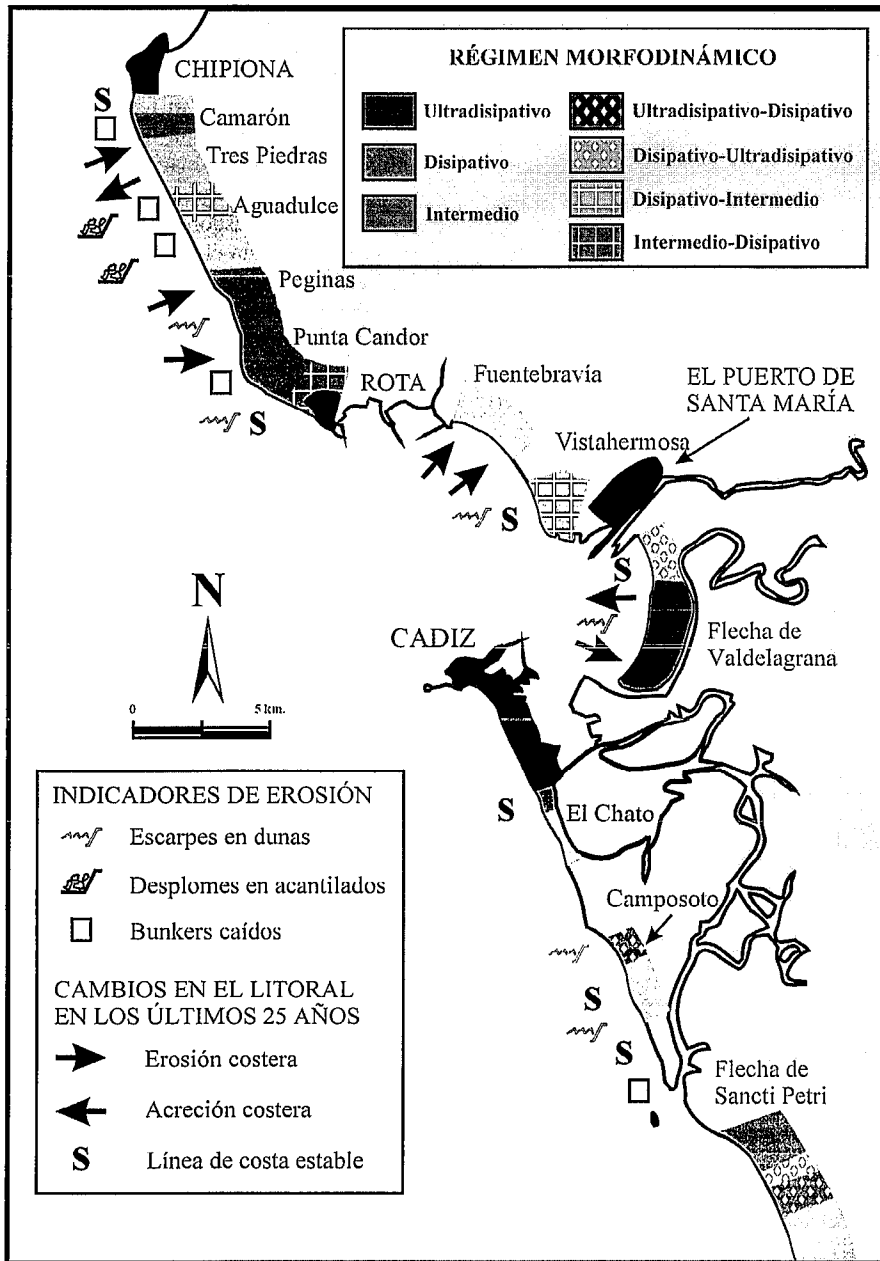 RÉGIMEN MORFODINÁMICO
Ultradisipativo
Disipativo
Intermedio
Ultradisipativo-Disipativo
Disipativo-Ultradisipativo
Disipativo-Intermedio
Intermedio-Disipativo
CHIPIONA
S
Camarón
Tres Piedras
Aguadulce
Peginas
Punta Candor
ROTA
S
Fuentebravía
EL PUERTO DE
SANTA MARÍA
Vistahermosa
S
S
Flecha de
Valdelagrana
N
0
5 km.
CADIZ
S
El Chato
Camposoto
S
S
Flecha de
Sancti Petri
INDICADORES DE EROSIÓN
Escarpes en dunas
Desplomes en acantilados
Bunkers caídos
CAMBIOS EN EL LITORAL
EN LOS ÚLTIMOS 25 AÑOS
Erosión costera
Acreción costera
S
Línea de costa estable